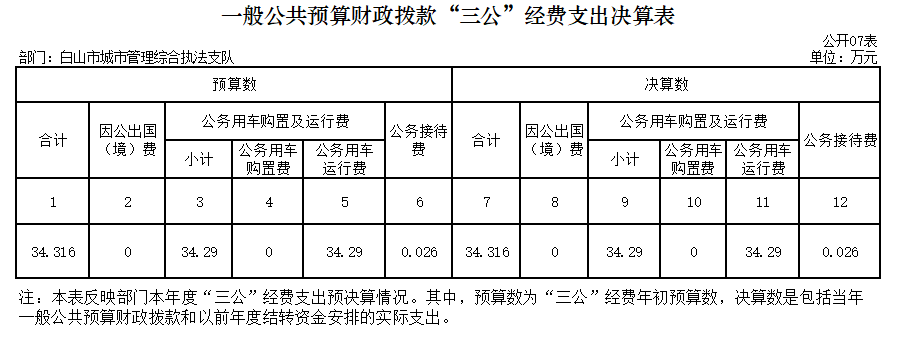 一般公共预算财政拨款“三公”经费支出决算表
公开07表
部门：白山市城市管理综合执法支队 单位：万元
预算数 决算数
合计 因公出国（境）费 公务用车购置及运行费 公务接待费 合计 因公出国（境）费 公务用车购置及运行费 公务接待费
小计 公务用车购置费 公务用车运行费 小计 公务用车购置费 公务用车运行费
1 2 3 4 5 6 7 8 9 10 11 12
34.316 0 34.29 0 34.29 0.026 34.316 0 34.29 0 34.29 0.026
注：本表反映部门本年度“三公”经费支出预决算情况。其中，预算数为“三公”经费年初预算数，决算数是包括当年
一般公共预算财政拨款和以前年度结转资金安排的实际支出。